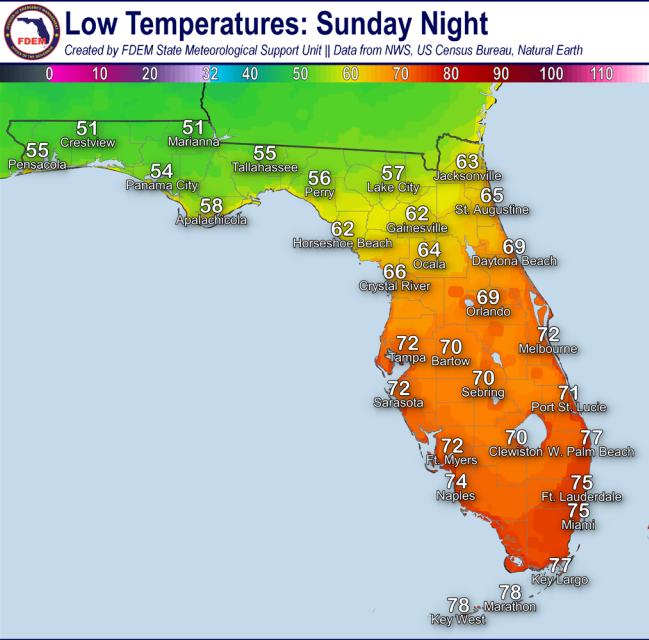 Low Temperatures: Sunday Night
FDEM
Created by FDEM State Meteorological Support Unit || Data from NWS, US Census Bureau, Natural Earth
0 10 20 32 40 50 60 70 80 90 100 110
51
Crestview
51
Marianna
55
Pensacola
55
Tallahassee
54
Panama City
56
Perry
57
Lake City
63
Jacksonville
58
Apalachicola
65
St. Augustine
62
Gainesville
62
Horseshoe Beach
64
Ocala
69
Daytona Beach
66
Crystal River
69
Orlando
72
Melbourne
72
Tampa
70
Bartow
70
Sebring
72
Sarasota
71
Port St. Lucie
72
Ft. Myers
70
Clewiston
77
W. Palm Beach
74
Naples
75
Ft. Lauderdale
75
Miami
77
Key Largo
78
Marathon
78
Key West